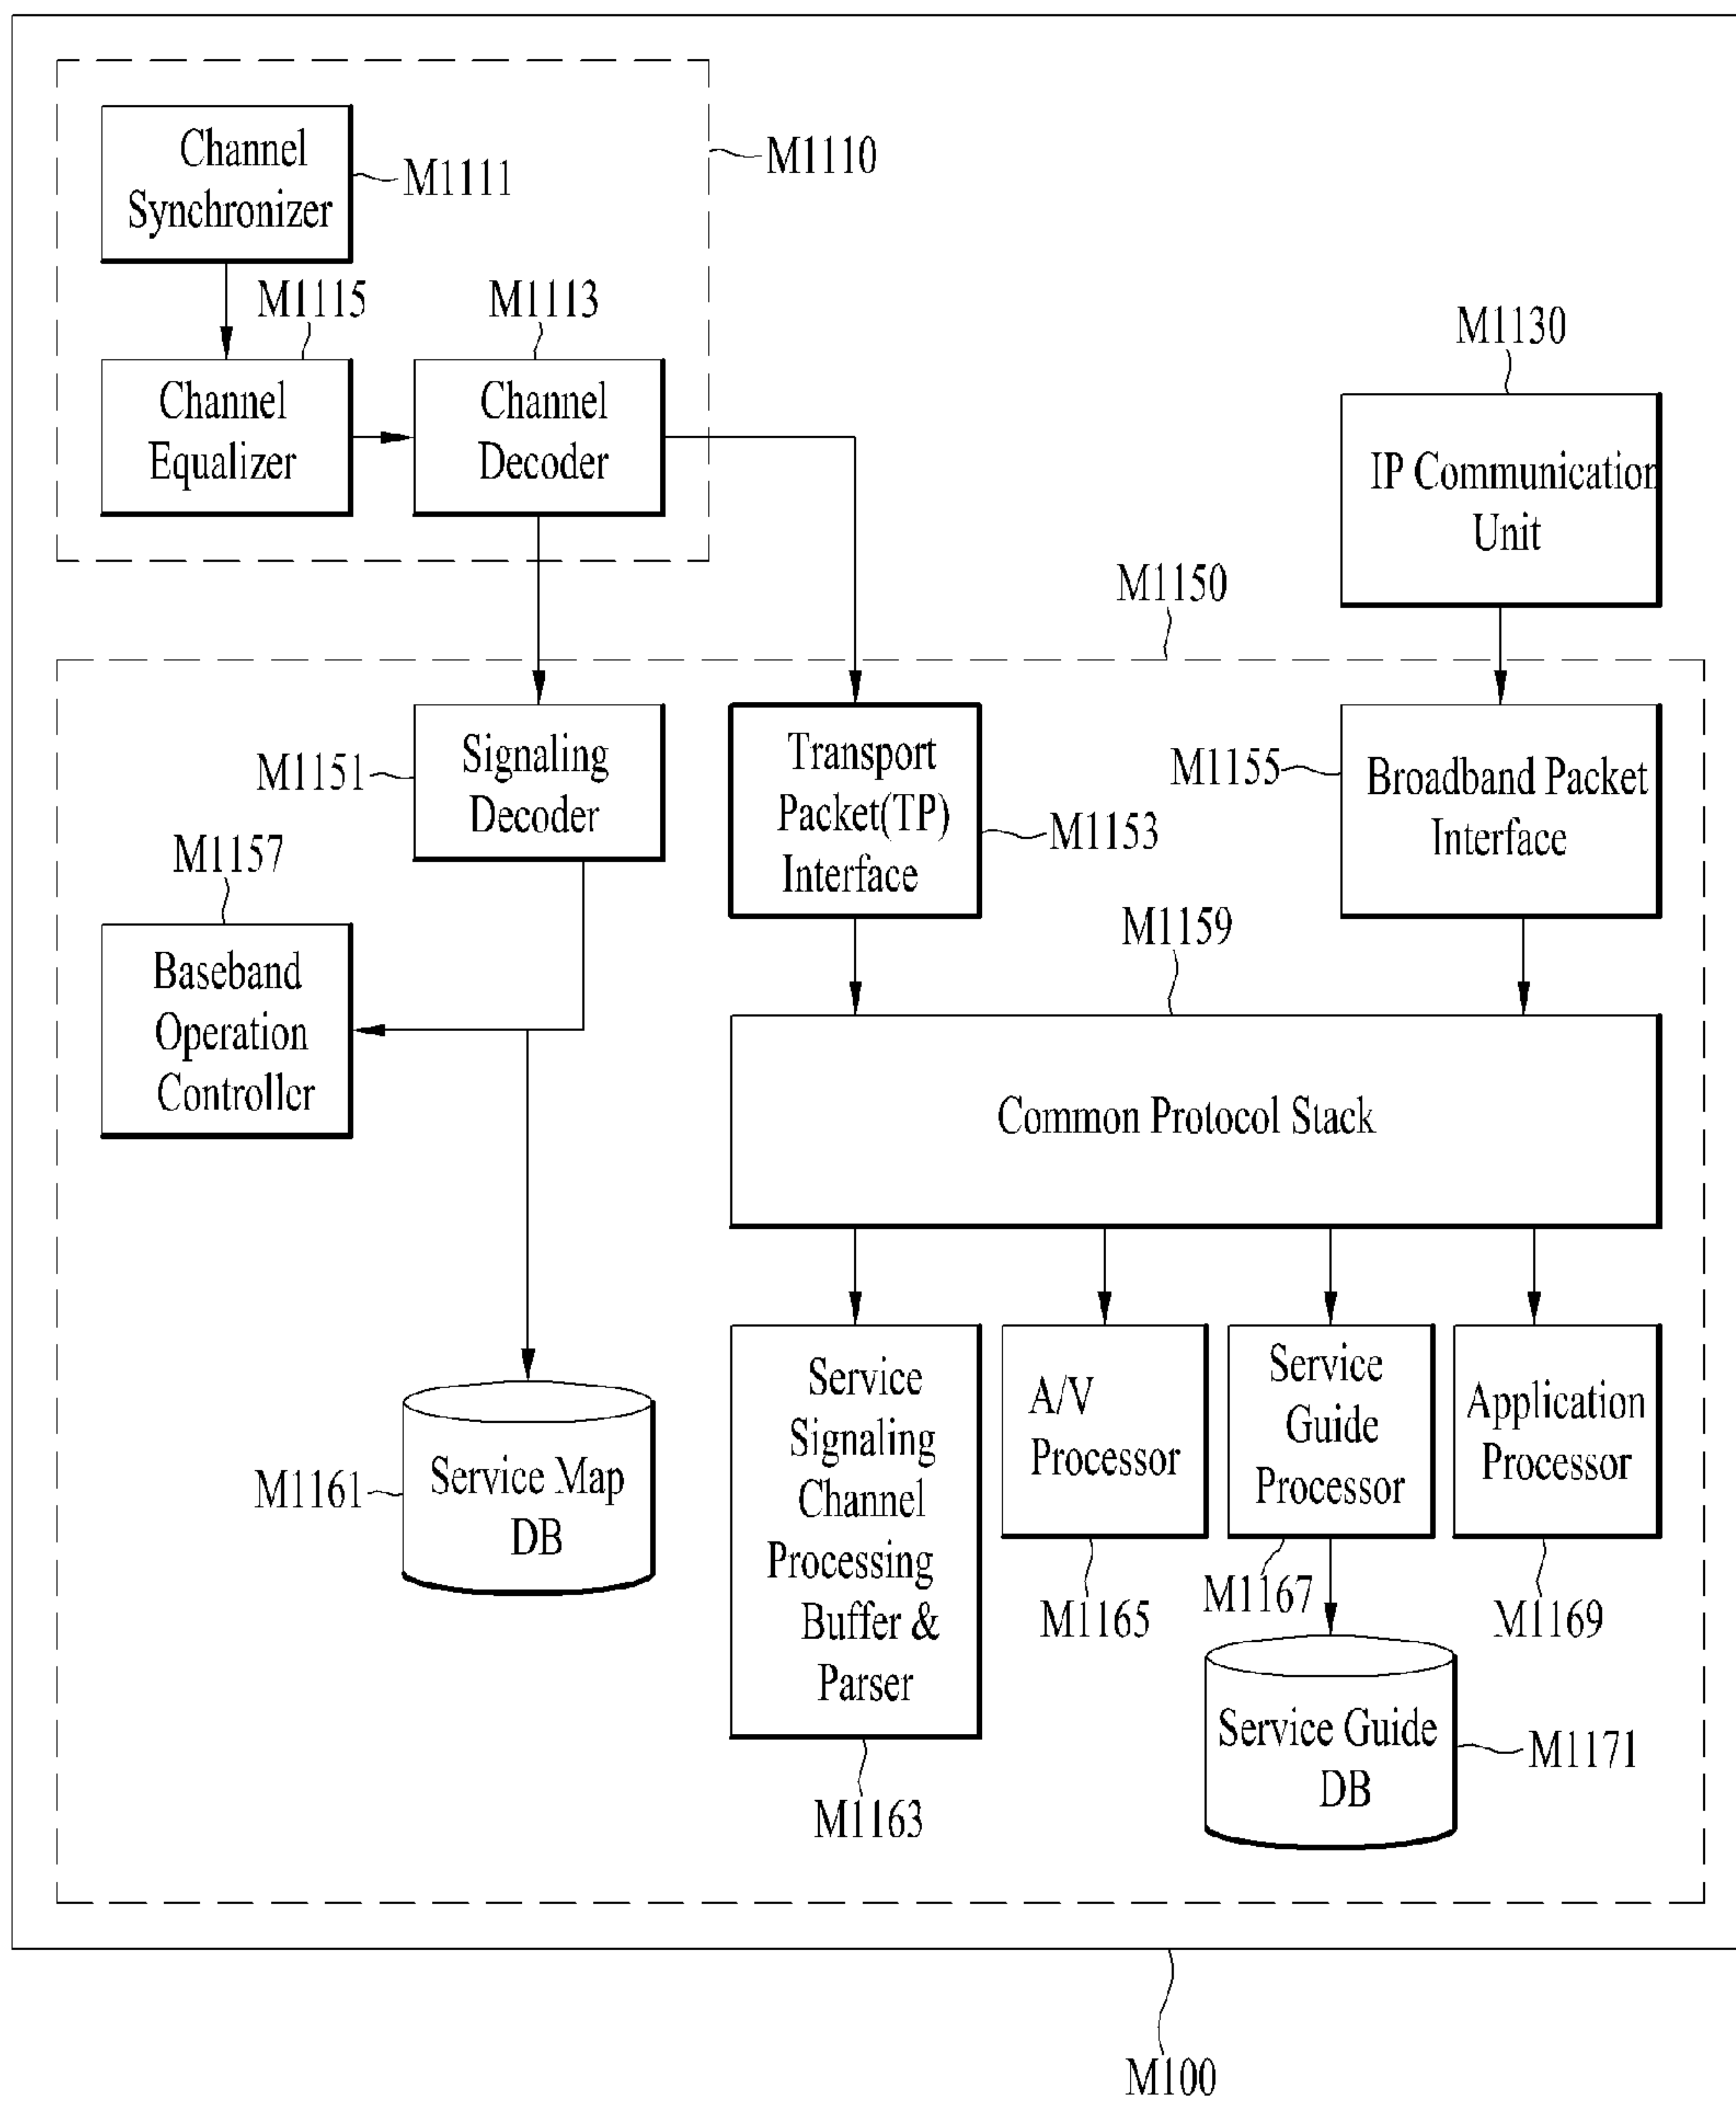 Channel
Synchronizer
M1111
M1110
M1115
M1113
Channel
Equalizer
Channel
Decoder
M1130
IP Communication
Unit
M1150
M1151
Signaling
Decoder
Transport
Packet(TP)
Interface
M1153
M1155
Broadband Packet
Interface
M1157
Baseband
Operation
Controller
M1159
Common Protocol Stack
M1161
Service Map
DB
Service
Signaling
Channel
Processing
Buffer &
Parser
M1163
A/V
Processor
M1165
Service
Guide
Processor
M1167
Application
Processor
M1169
Service Guide
DB
M1171
M100